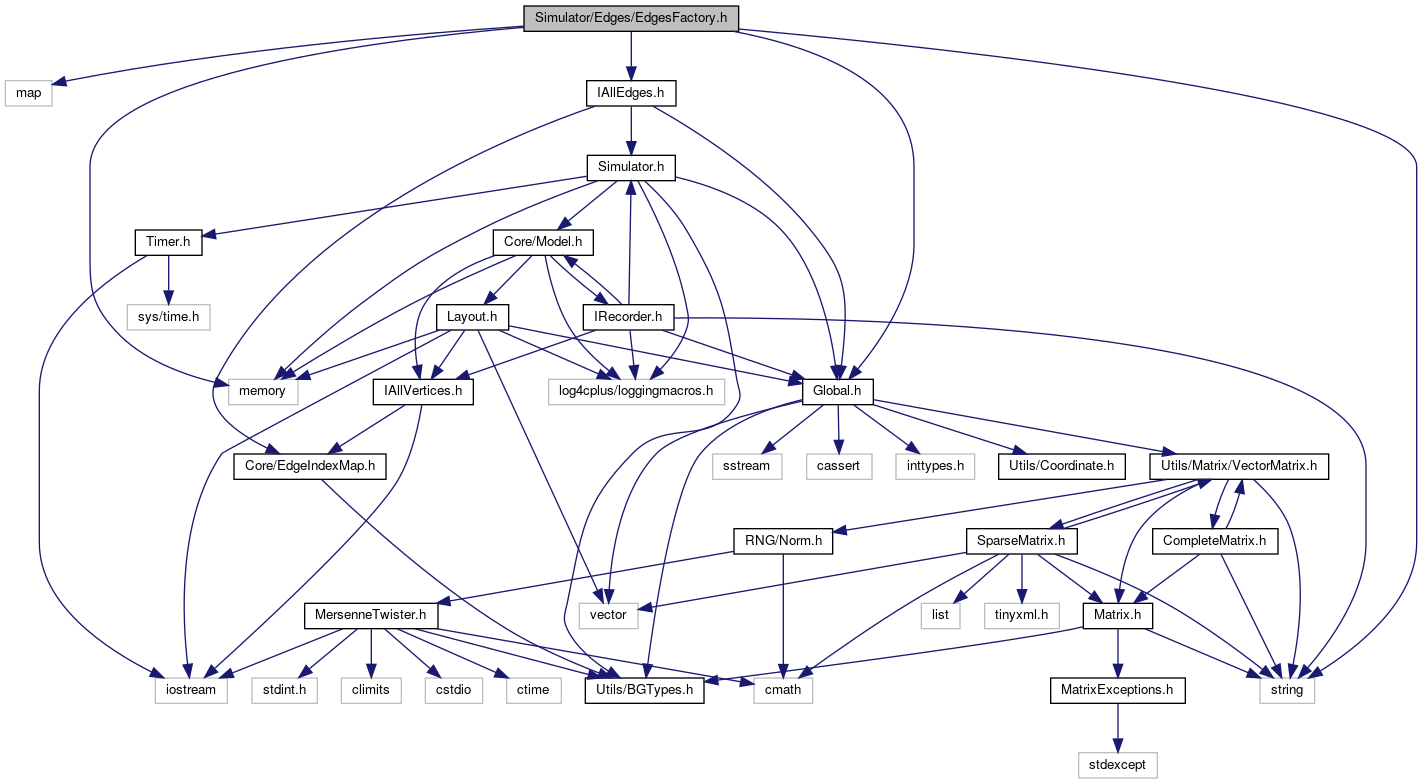 Simulator/Edges/EdgesFactory.h
map
IAllEdges.h
Simulator.h
Timer.h
Core/Model.h
sys/time.h
Layout.h
IRecorder.h
memory
IAllVertices.h
log4cplus/loggingmacros.h
Global.h
Core/EdgeIndexMap.h
sstream
cassert
inttypes.h
Utils/Coordinate.h
Utils/Matrix/VectorMatrix.h
RNG/Norm.h
SparseMatrix.h
CompleteMatrix.h
MersenneTwister.h
vector
list
tinyxml.h
Matrix.h
iostream
stdint.h
climits
cstdio
ctime
Utils/BGTypes.h
cmath
MatrixExceptions.h
string
stdexcept